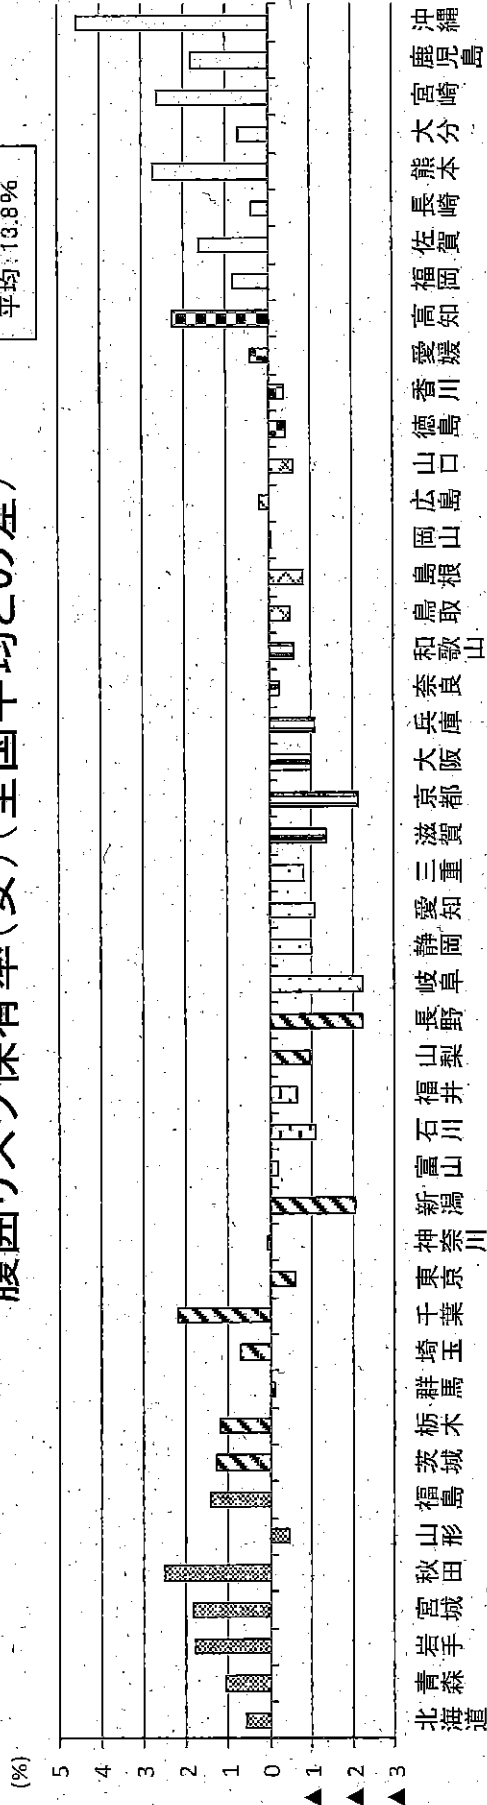 腹囲リスク保有率(女)(全国平均との差)
平均:13.8%
(%)
5
4
3
2
1
0
▲1
▲2
▲3
北海道
青森
岩手
宮城
秋田
山形
福島
茨城
栃木
群馬
埼玉
千葉
東京
神奈川
新潟
富山
石川
福井
山梨
長野
岐阜
静岡
愛知
三重
滋賀
京都
大阪
兵庫
奈良
和歌山
鳥取
島根
岡山
広島
山口
徳島
香川
愛媛
高知
福岡
佐賀
長崎
熊本
大分
宮崎
鹿児島
沖縄